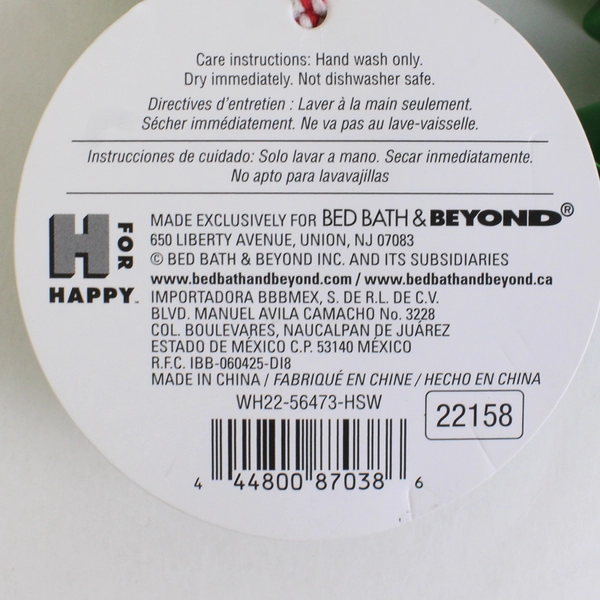 Care instructions: Hand wash only.
Dry immediately. Not dishwasher safe.
Directives d'entretien : Laver à la main seulement.
Sécher immédiatement. Ne va pas au lave-vaisselle.
Instrucciones de cuidado: Solo lavar a mano. Secar inmediatamente.
No apto para lavavajillas
H FOR HAPPY™
MADE EXCLUSIVELY FOR BED BATH & BEYOND®
650 LIBERTY AVENUE, UNION, NJ 07083
© BED BATH & BEYOND INC. AND ITS SUBSIDIARIES
www.bedbathandbeyond.com / www.bedbathandbeyond.ca
IMPORTADORA BBBMEX, S. DE R.L. DE C.V.
BLVD. MANUEL AVILA CAMACHO No. 3228
COL. BOULEVARES, NAUCALPAN DE JUÁREZ
ESTADO DE MÉXICO C.P. 53140 MÉXICO
R.F.C. IBB-060425-DI8
MADE IN CHINA / FABRIQUÉ EN CHINE / HECHO EN CHINA
WH22-56473-HSW
22158
4 44800 87038 6